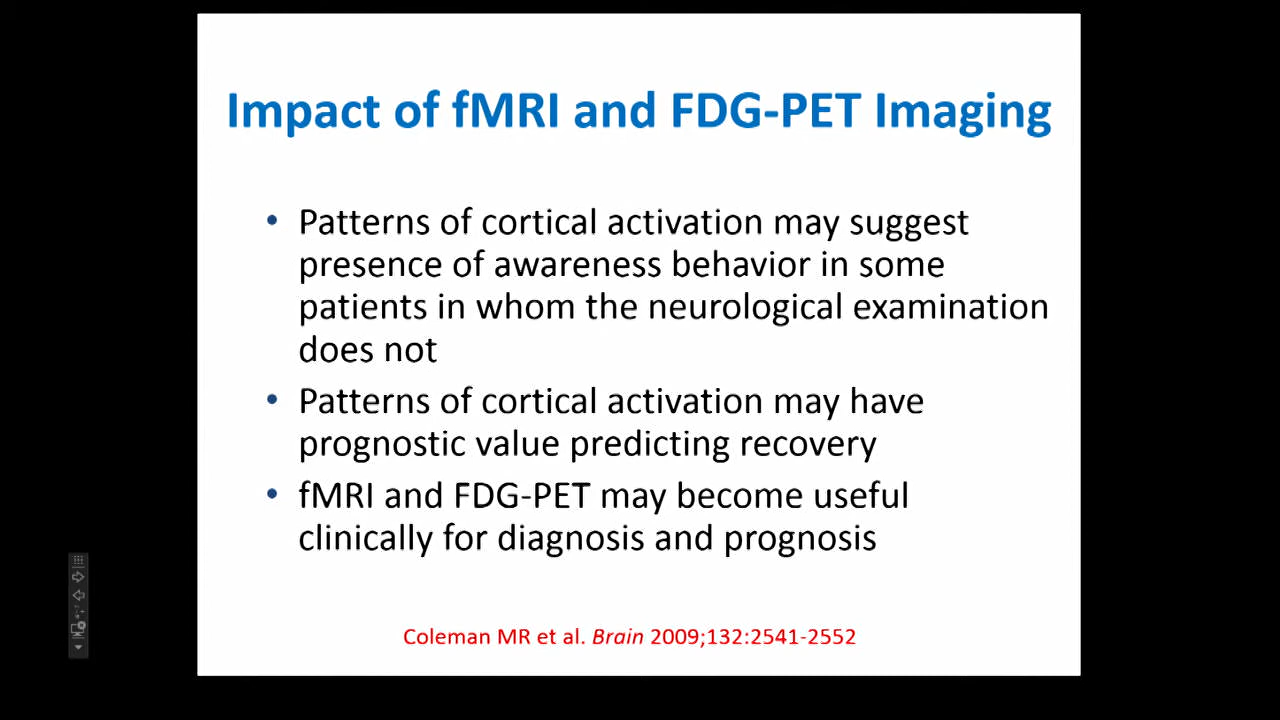 Impact of fMRI and FDG-PET Imaging
• Patterns of cortical activation may suggest
presence of awareness behavior in some
patients in whom the neurological examination
does not
• Patterns of cortical activation may have
prognostic value predicting recovery
• fMRI and FDG-PET may become useful
clinically for diagnosis and prognosis
Coleman MR et al. Brain 2009;132:2541-2552